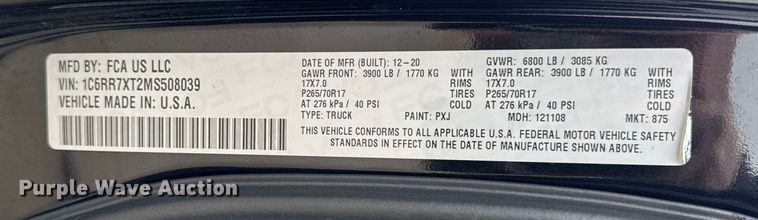 MFD BY: FCA US LLC
VIN: 1C6RR7XT2MS508039
VEHICLE MADE IN: U.S.A.
DATE OF MFR (BUILT): 12-20 GVWR: 6800 LB / 3085 KG
GAWR FRONT: 3900 LB / 1770 KG WITH GAWR REAR: 3900 LB / 1770 KG WITH
17X7.0 RIMS 17X7.0 RIMS
P265/70R17 TIRES P265/70R17 TIRES
AT 276 kPa / 40 PSI COLD AT 276 kPa / 40 PSI COLD
TYPE: TRUCK PAINT: PXJ MDH: 121108 MKT: 875
THIS VEHICLE CONFORMS TO ALL APPLICABLE U.S.A. FEDERAL MOTOR VEHICLE SAFETY
STANDARDS IN EFFECT ON THE DATE OF MANUFACTURE SHOWN ABOVE.
Purple Wave Auction